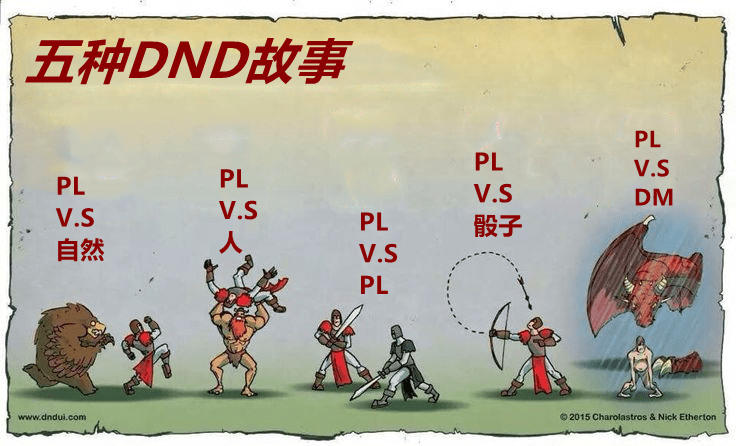 五种DND故事
PL
V.S
自然
PL
V.S
人
PL
V.S
PL
PL
V.S
骰子
PL
V.S
DM
www.dndui.com
© 2015 Charolastros & Nick Etherton